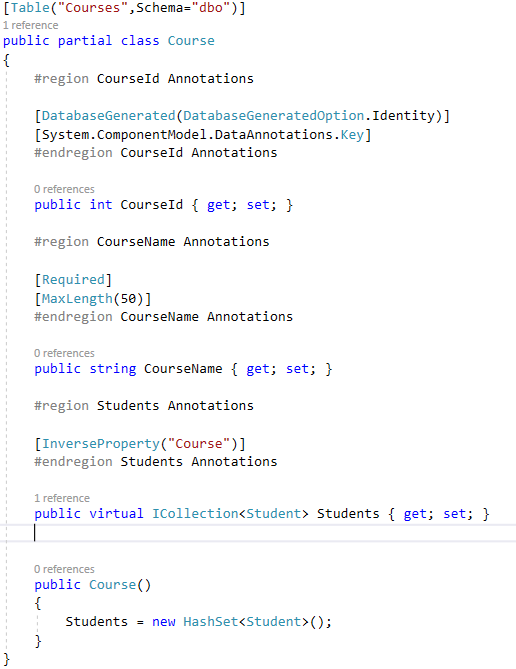 [Table("Courses",Schema="dbo")]
1 reference
public partial class Course
{
#region CourseId Annotations
[DatabaseGenerated(DatabaseGeneratedOption.Identity)]
[System.ComponentModel.DataAnnotations.Key]
#endregion CourseId Annotations
0 references
public int CourseId { get; set; }
#region CourseName Annotations
[Required]
[MaxLength(50)]
#endregion CourseName Annotations
0 references
public string CourseName { get; set; }
#region Students Annotations
[InverseProperty("Course")]
#endregion Students Annotations
1 reference
public virtual ICollection<Student> Students { get; set; }
0 references
public Course()
{
Students = new HashSet<Student>();
}
}